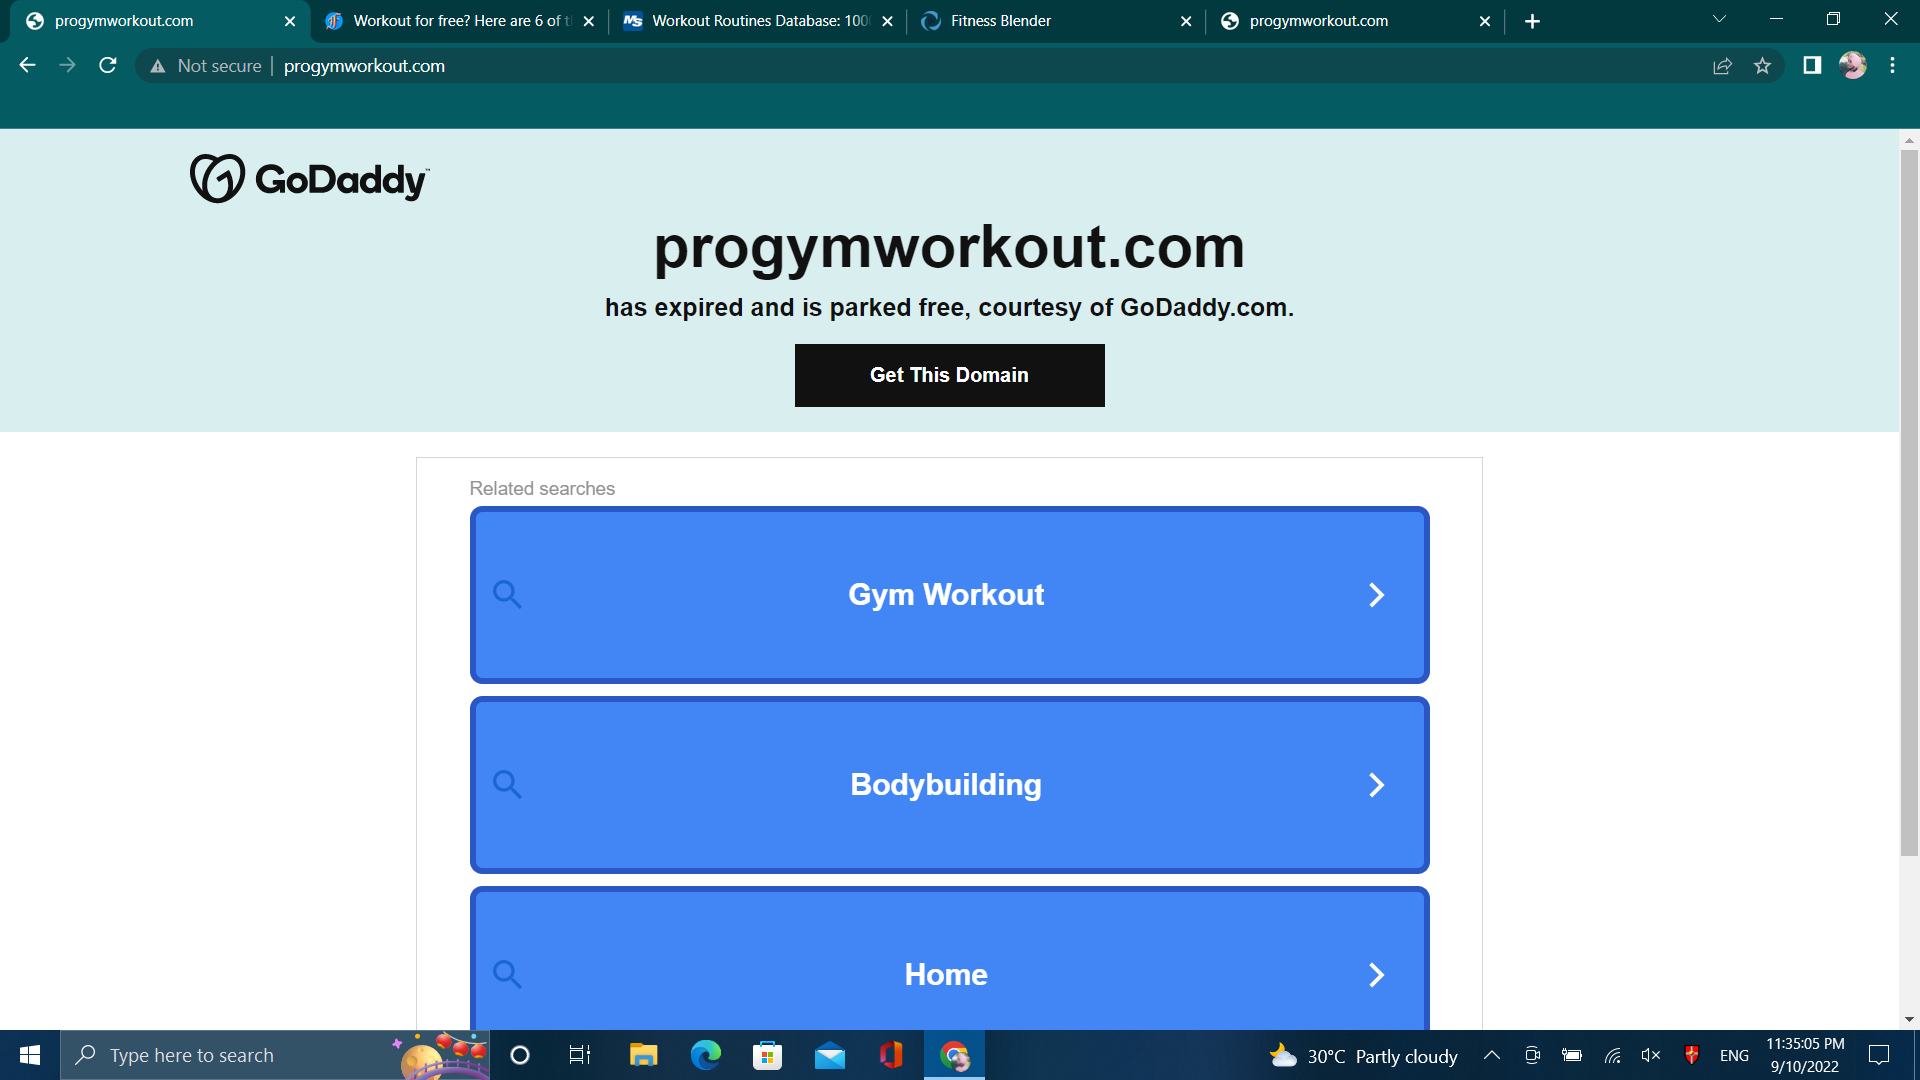 progymworkout.com
Workout for free? Here are 6 of t
Workout Routines Database: 100
Fitness Blender
progymworkout.com
Not secure
progymworkout.com
GoDaddy
progymworkout.com
has expired and is parked free, courtesy of GoDaddy.com.
Get This Domain
Related searches
Gym Workout
Bodybuilding
Home
Type here to search
30°C Partly cloudy
ENG
11:35:05 PM
9/10/2022